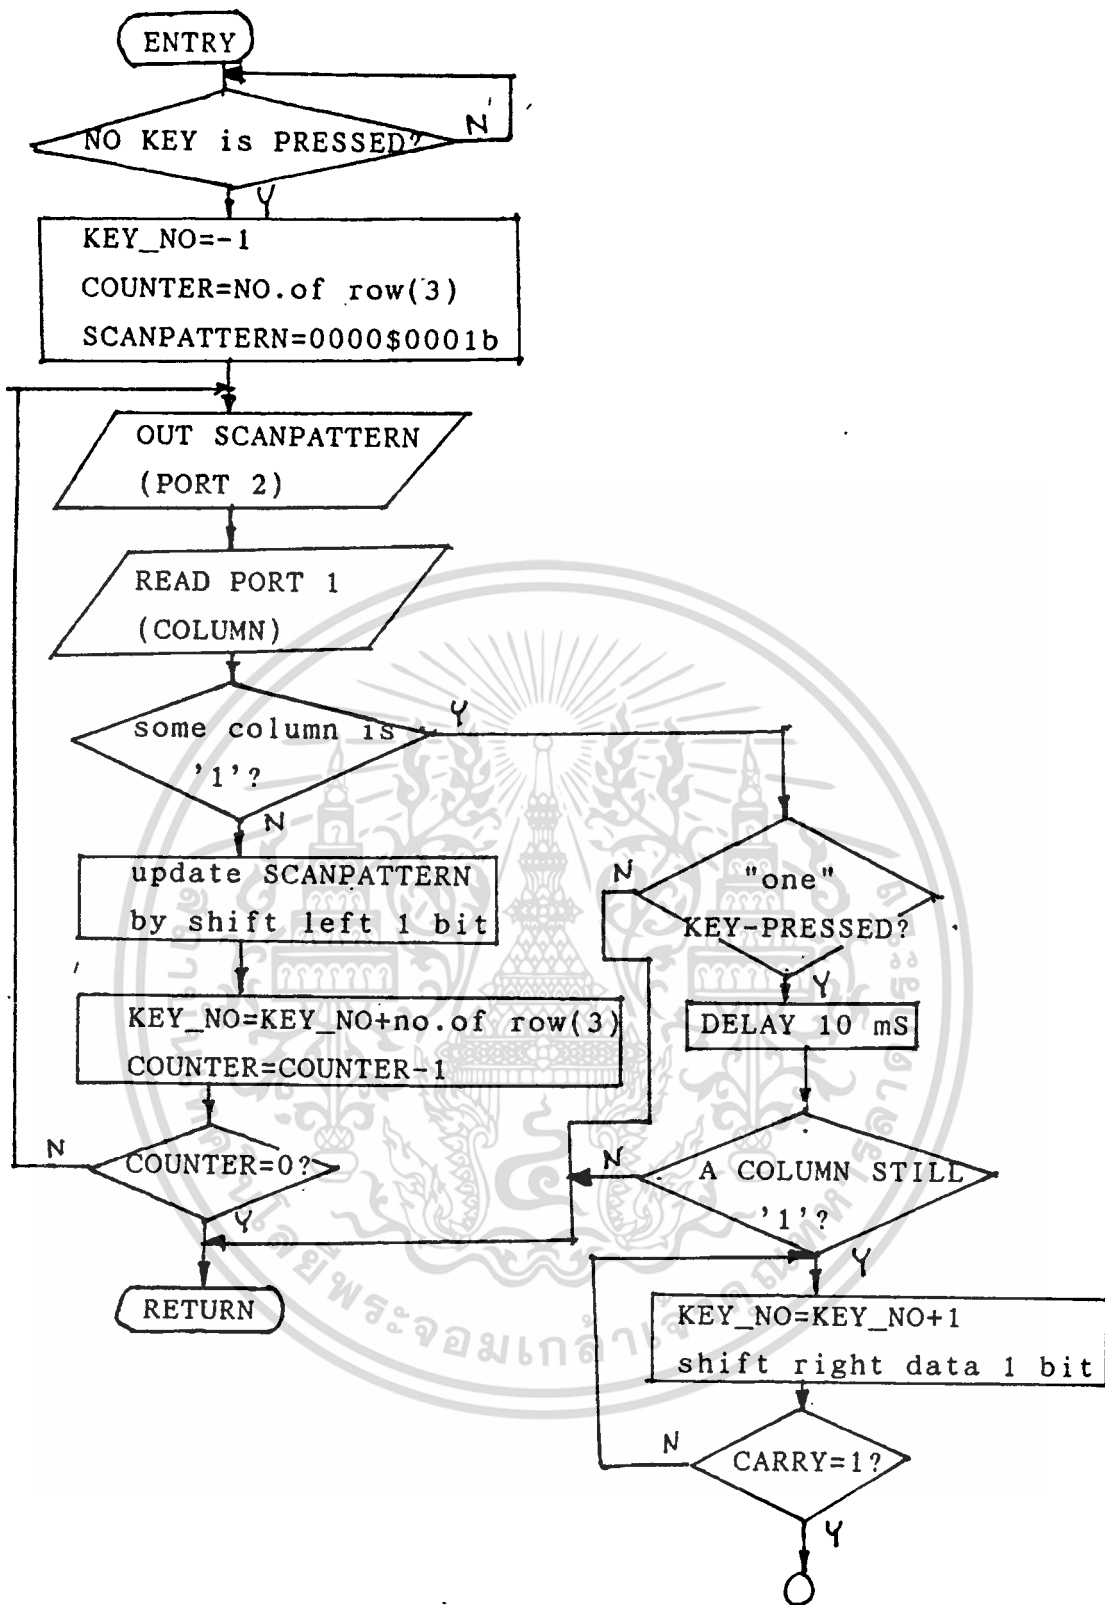 ENTRY
NO KEY is PRESSED?
N
Y
KEY_NO=-1
COUNTER=NO.of row(3)
SCANPATTERN=0000$0001b
OUT SCANPATTERN
(PORT 2)
READ PORT 1
(COLUMN)
some column is
'1'?
Y
N
update SCANPATTERN
by shift left 1 bit
KEY_NO=KEY_NO+no.of row(3)
COUNTER=COUNTER-1
COUNTER=0?
N
Y
RETURN
"one"
KEY-PRESSED?
N
Y
DELAY 10 mS
A COLUMN STILL
'1'?
N
Y
KEY_NO=KEY_NO+1
shift right data 1 bit
CARRY=1?
N
Y